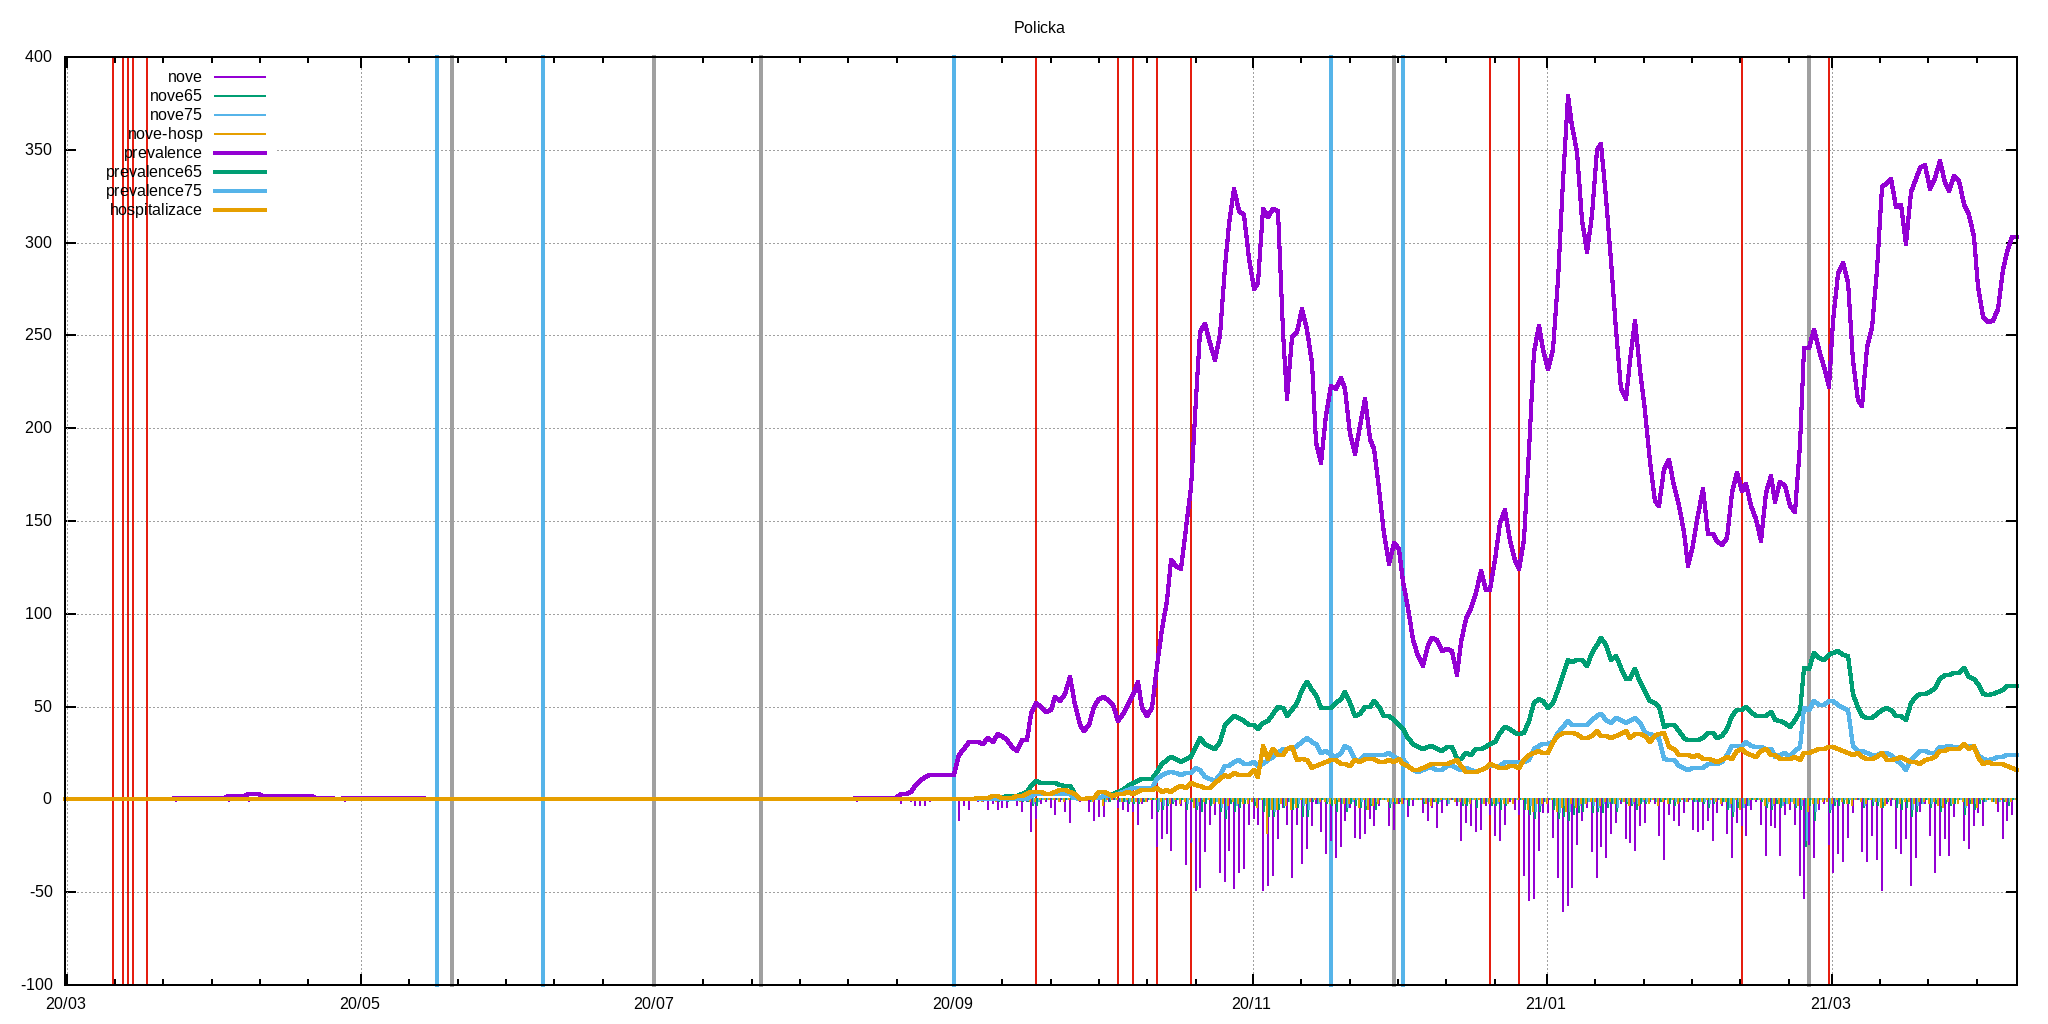 Policka
400
nove
nove65
nove75
nove-hosp
350
prevalence
prevalence65
prevalence75
hospitalizace
300
250
200
150
100
50
0
-50
-100
20/03 20/05 20/07 20/09 20/11 21/01 21/03